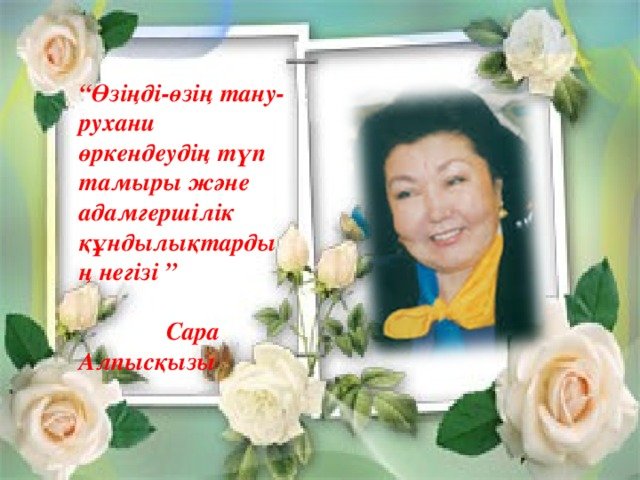 “Өзіңді-өзің тану-
рухани
өркендеудің түп
тамыры және
адамгершілік
құндылықтарды
ң негізі ”
Сара
Алпысқызы